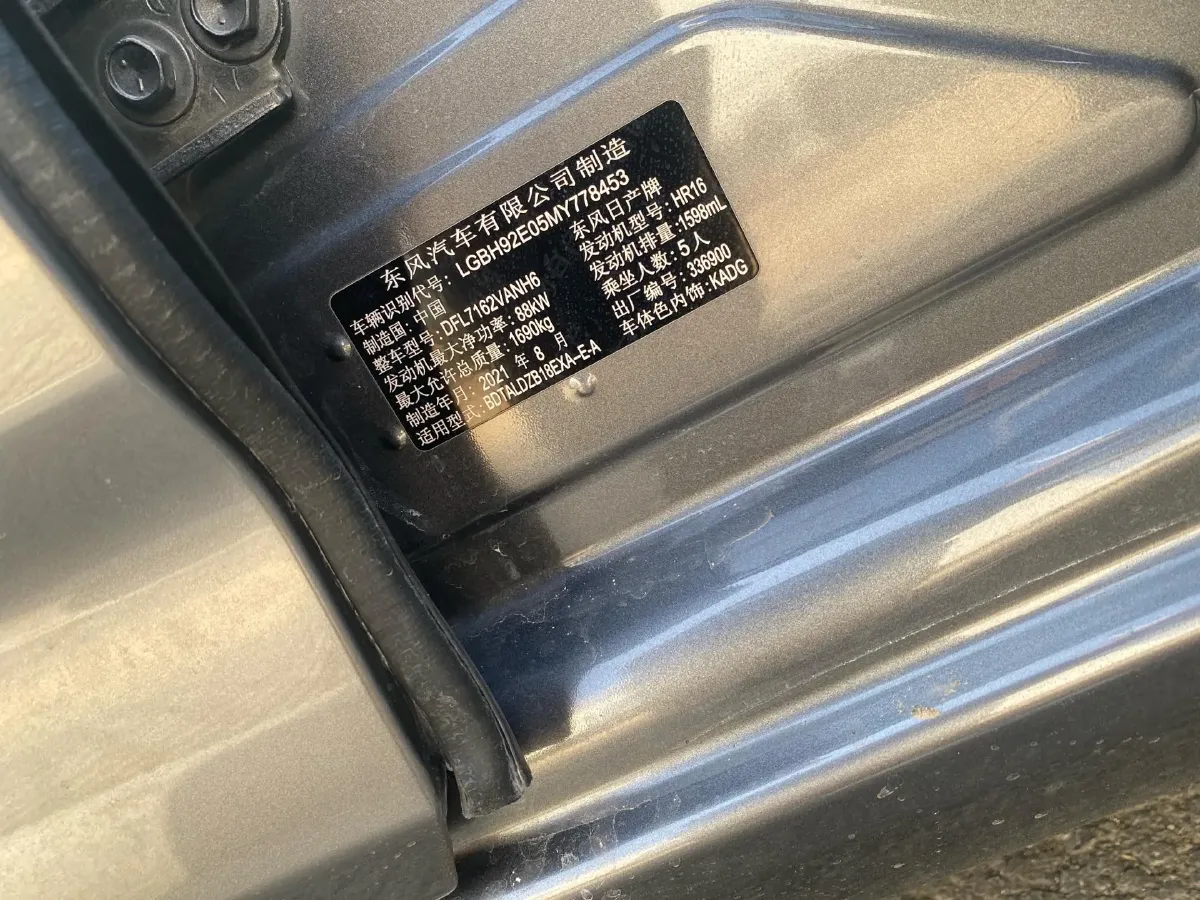 东风汽车有限公司制造
车辆识别代号: LGBH92E05MY778453
制造国: 中国 东风日产牌
整车型号: DFL7162VANH6 发动机型号: HR16
发动机最大净功率: 88kW 发动机排量: 1598mL
最大允许总质量: 1690kg 乘坐人数: 5 人
制造年月: 2021 年 8 月 出厂编号: 336900
适用型式: BDTALDZB18EXA-E-A 车体色内饰: KADG